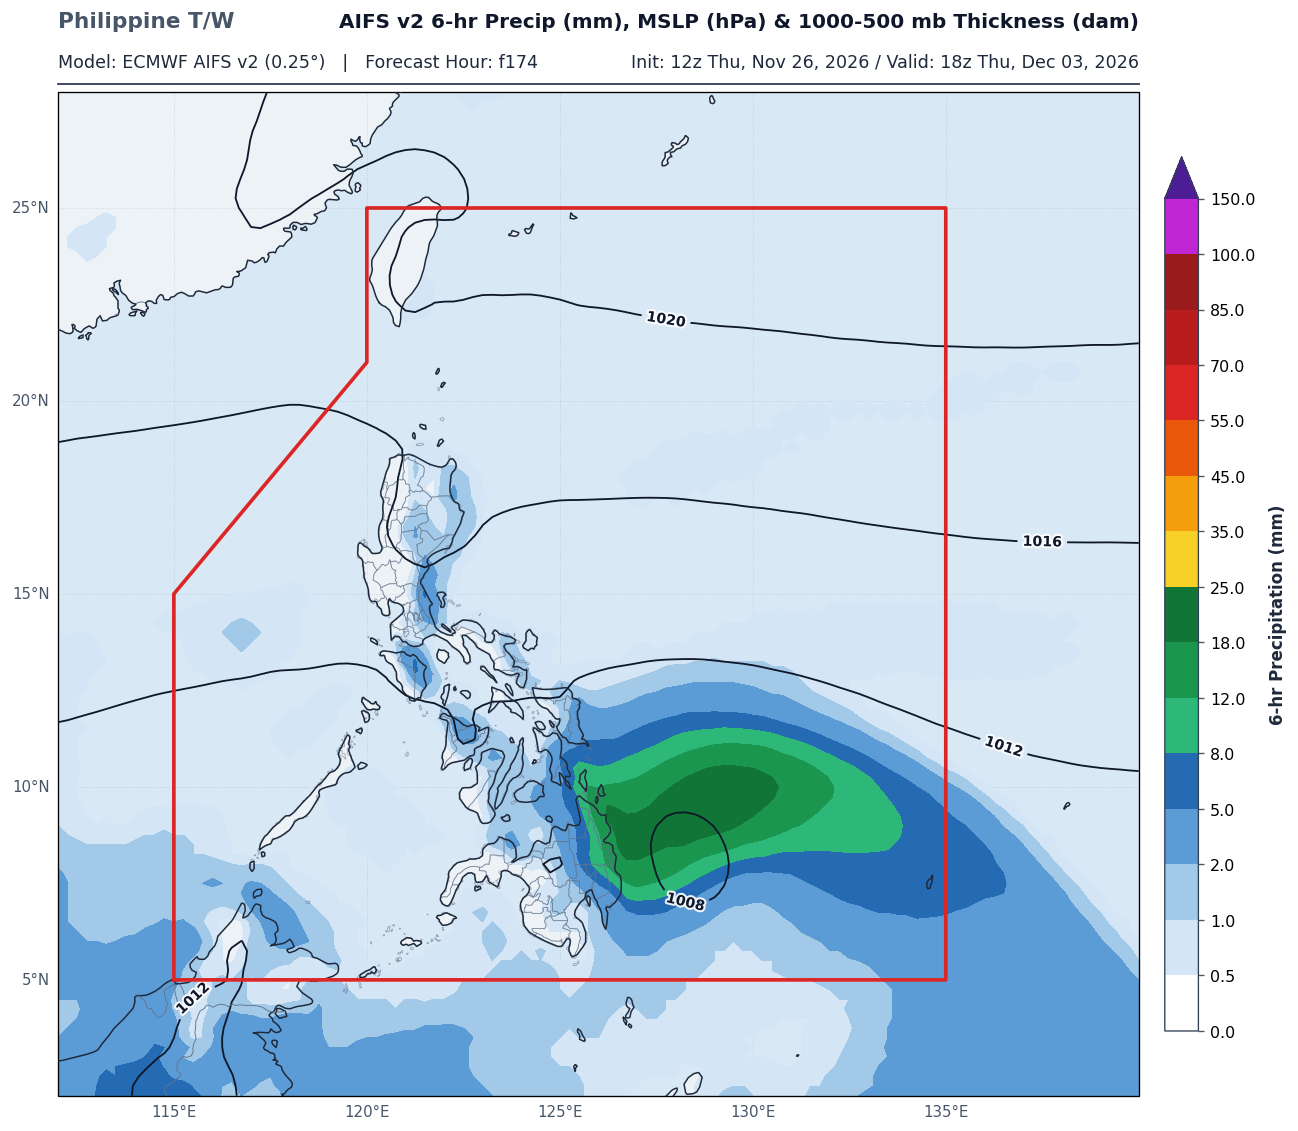 Philippine T/W
AIFS v2 6-hr Precip (mm), MSLP (hPa) & 1000-500 mb Thickness (dam)
Model: ECMWF AIFS v2 (0.25°) | Forecast Hour: f174
Init: 12z Thu, Nov 26, 2026 / Valid: 18z Thu, Dec 03, 2026
25°N
20°N
15°N
10°N
5°N
115°E
120°E
125°E
130°E
135°E
1020
1016
1012
1008
1012
150.0
100.0
85.0
70.0
55.0
45.0
35.0
25.0
18.0
12.0
8.0
5.0
2.0
1.0
0.5
0.0
6-hr Precipitation (mm)